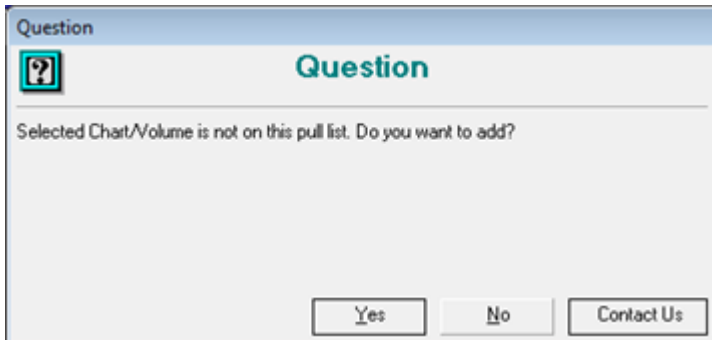 Question
Question
Selected Chart/Volume is not on this pull list. Do you want to add?
Yes
No
Contact Us